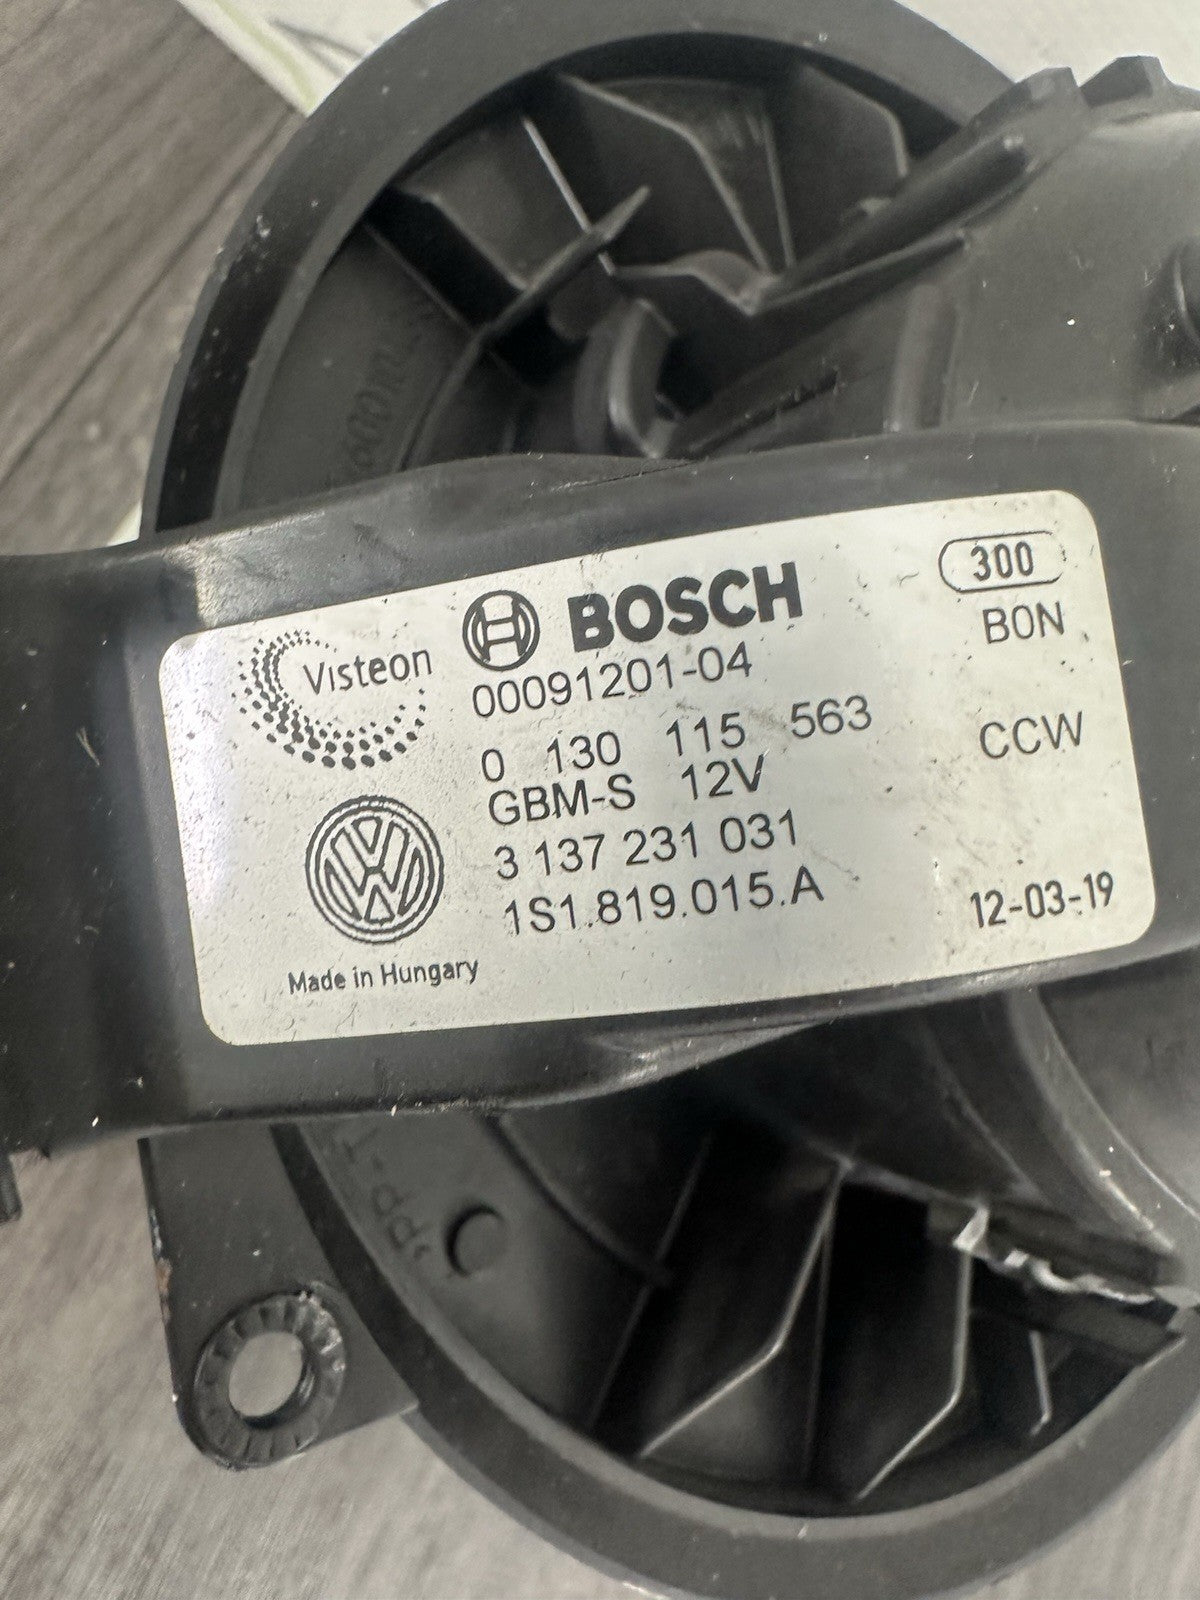 Visteon
BOSCH
300
00091201-04
BON
0 130 115 563
CCW
GBM-S 12V
3 137 231 031
1S1.819.015.A
12-03-19
Made in Hungary